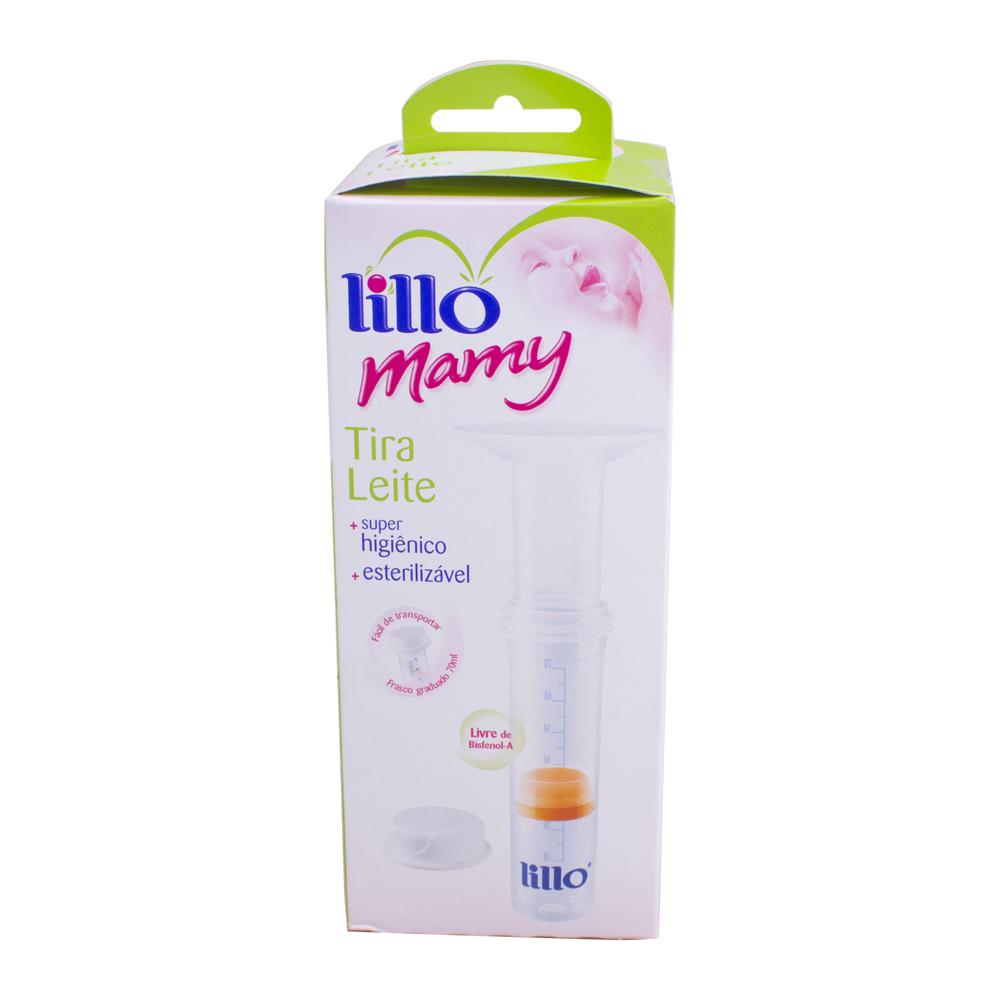 Tira
Leite
lillo
Mamy
Tira
Leite
+ super
higiênico
+ esterilizável
Fácil de transportar
Frasco graduado 70ml
Livre de
Bisfenol-A
lillo